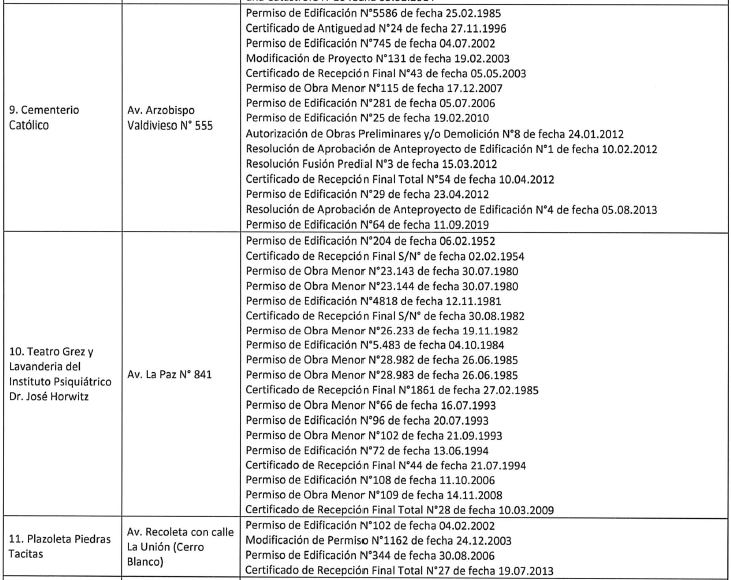 Permiso de Edificación N°5586 de fecha 25.02.1985
Certificado de Antiguedad N°24 de fecha 27.11.1996
Permiso de Edificación N°745 de fecha 04.07.2002
Modificación de Proyecto N°131 de fecha 19.02.2003
Certificado de Recepción Final N°43 de fecha 05.05.2003
Permiso de Obra Menor N°115 de fecha 17.12.2007
9. Cementerio
Católico
Av. Arzobispo
Valdivieso N° 555
Permiso de Edificación N°281 de fecha 05.07.2006
Permiso de Edificación N°25 de fecha 19.02.2010
Autorización de Obras Preliminares y/o Demolición N°8 de fecha 24.01.2012
Resolución de Aprobación de Anteproyecto de Edificación N°1 de fecha 10.02.2012
Resolución Fusión Predial N°3 de fecha 15.03.2012
Certificado de Recepción Final Total N°54 de fecha 10.04.2012
Permiso de Edificación N°29 de fecha 23.04.2012
Resolución de Aprobación de Anteproyecto de Edificación N°4 de fecha 05.08.2013
Permiso de Edificación N°64 de fecha 11.09.2019
10. Teatro Grez y
Lavanderia del
Instituto Psiquiátrico
Dr. José Horwitz
Av. La Paz N° 841
Permiso de Edificación N°204 de fecha 06.02.1952
Certificado de Recepción Final S/N° de fecha 02.02.1954
Permiso de Obra Menor N°23.143 de fecha 30.07.1980
Permiso de Obra Menor N°23.144 de fecha 30.07.1980
Permiso de Edificación N°4818 de fecha 12.11.1981
Certificado de Recepción Final S/N° de fecha 30.08.1982
Permiso de Obra Menor N°26.233 de fecha 19.11.1982
Permiso de Edificación N°5.483 de fecha 04.10.1984
Permiso de Obra Menor N°28.982 de fecha 26.06.1985
Permiso de Obra Menor N°28.983 de fecha 26.06.1985
Certificado de Recepción Final N°1861 de fecha 27.02.1985
Permiso de Obra Menor N°66 de fecha 16.07.1993
Permiso de Edificación N°96 de fecha 20.07.1993
Permiso de Obra Menor N°102 de fecha 21.09.1993
Permiso de Edificación N°72 de fecha 13.06.1994
Certificado de Recepción Final N°44 de fecha 21.07.1994
Permiso de Edificación N°108 de fecha 11.10.2006
Permiso de Obra Menor N°109 de fecha 14.11.2008
Certificado de Recepción Final Total N°28 de fecha 10.03.2009
11. Plazoleta Piedras
Tacitas
Av. Recoleta con calle
La Unión (Cerro
Blanco)
Permiso de Edificación N°102 de fecha 04.02.2002
Modificación de Permiso N°1162 de fecha 24.12.2003
Permiso de Edificación N°344 de fecha 30.08.2006
Certificado de Recepción Final Total N°27 de fecha 19.07.2013